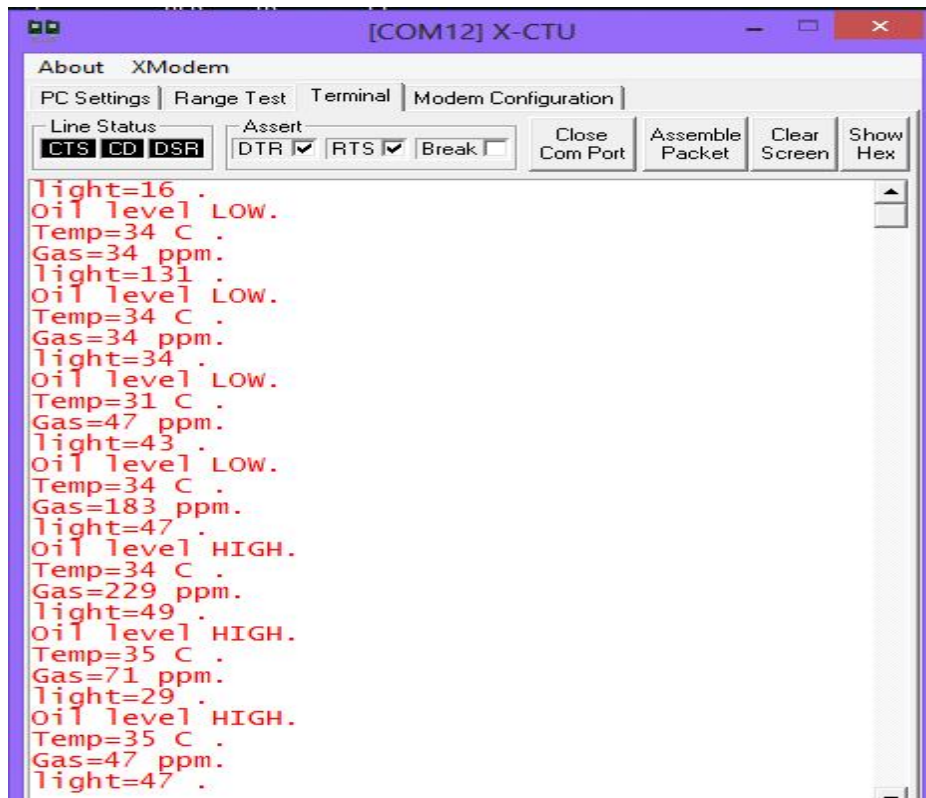 [COM12] X-CTU
About XModem
PC Settings Range Test Terminal Modem Configuration
Line Status
CTS CD DSR
Assert
DTR RTS Break
Close
Com Port
Assemble
Packet
Clear
Screen
Show
Hex
light=16 .
Oil level LOW.
Temp=34 C .
Gas=34 ppm.
light=131 .
Oil level LOW.
Temp=34 C .
Gas=34 ppm.
light=34 .
Oil level LOW.
Temp=31 C .
Gas=47 ppm.
light=43 .
Oil level LOW.
Temp=34 C .
Gas=183 ppm.
light=47 .
Oil level HIGH.
Temp=34 C .
Gas=229 ppm.
light=49 .
Oil level HIGH.
Temp=35 C .
Gas=71 ppm.
light=29 .
Oil level HIGH.
Temp=35 C .
Gas=47 ppm.
light=47 .